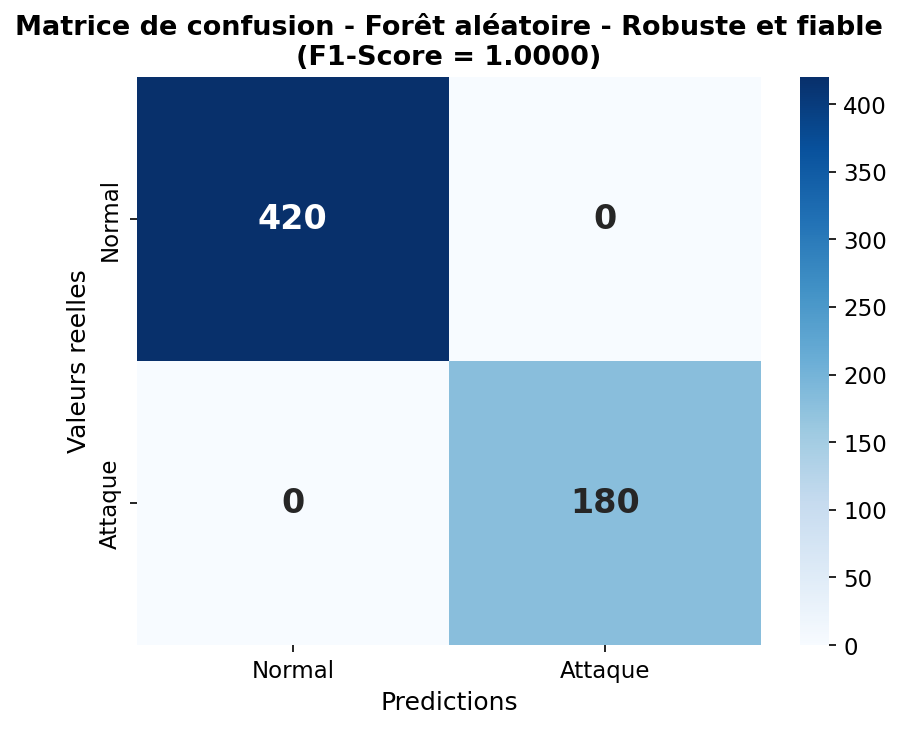 Matrice de confusion - Forêt aléatoire - Robuste et fiable
(F1-Score = 1.0000)
Valeurs reelles
Normal
Attaque
420
0
0
180
Normal
Attaque
Predictions
400
350
300
250
200
150
100
50
0